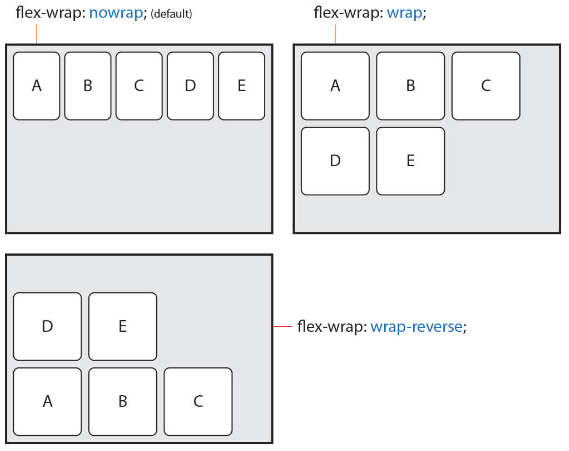 flex-wrap: nowrap; (default)
flex-wrap: wrap;
A B C D E
A B C
D E
D E
flex-wrap: wrap-reverse;
A B C